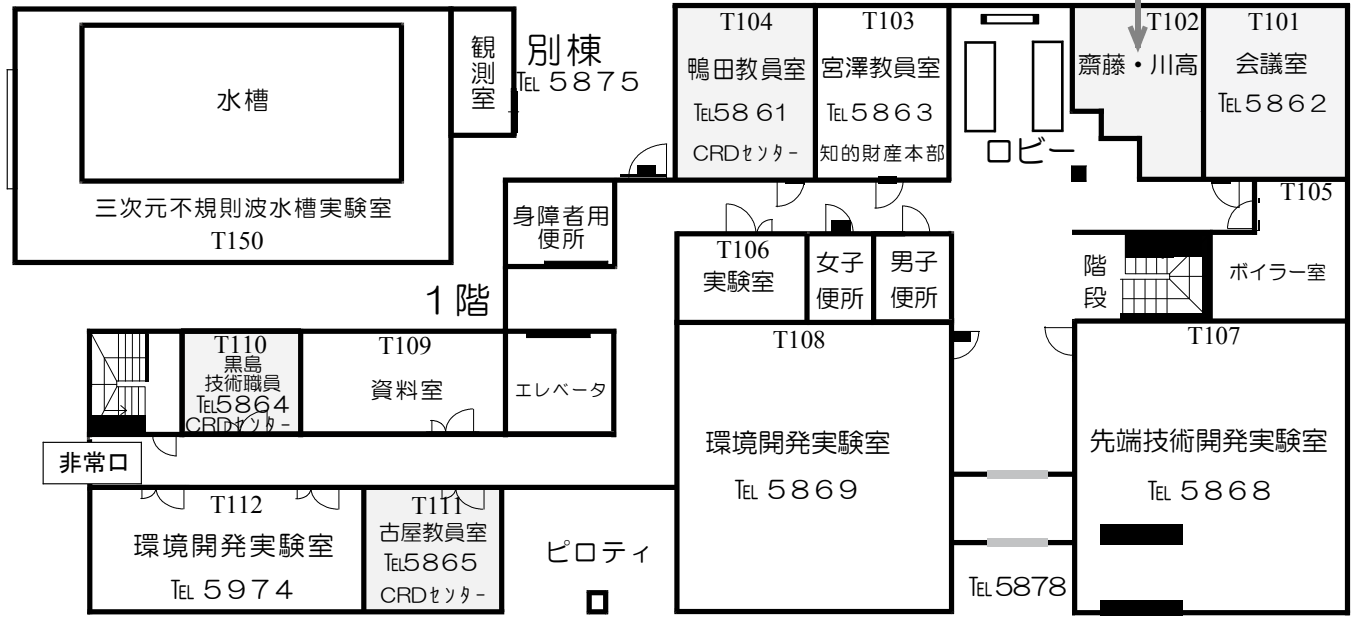 観測室
別棟
℡ 5875
水槽
三次元不規則波水槽実験室
T150
T104
鴨田教員室
℡58 61
CRDセンター
T103
宮澤教員室
℡5863
知的財産本部
ロビー
T102
齋藤・川高
T101
会議室
℡5862
T105
ボイラー室
身障者用
便所
T106
実験室
女子
便所
男子
便所
階段
1階
T110
黒島
技術職員
℡5864
CRDセンター
T109
資料室
エレベータ
T108
環境開発実験室
℡ 5869
T107
先端技術開発実験室
℡ 5868
非常口
T112
環境開発実験室
℡ 5974
T111
古屋教員室
℡5865
CRDセンター
ピロティ
℡5878